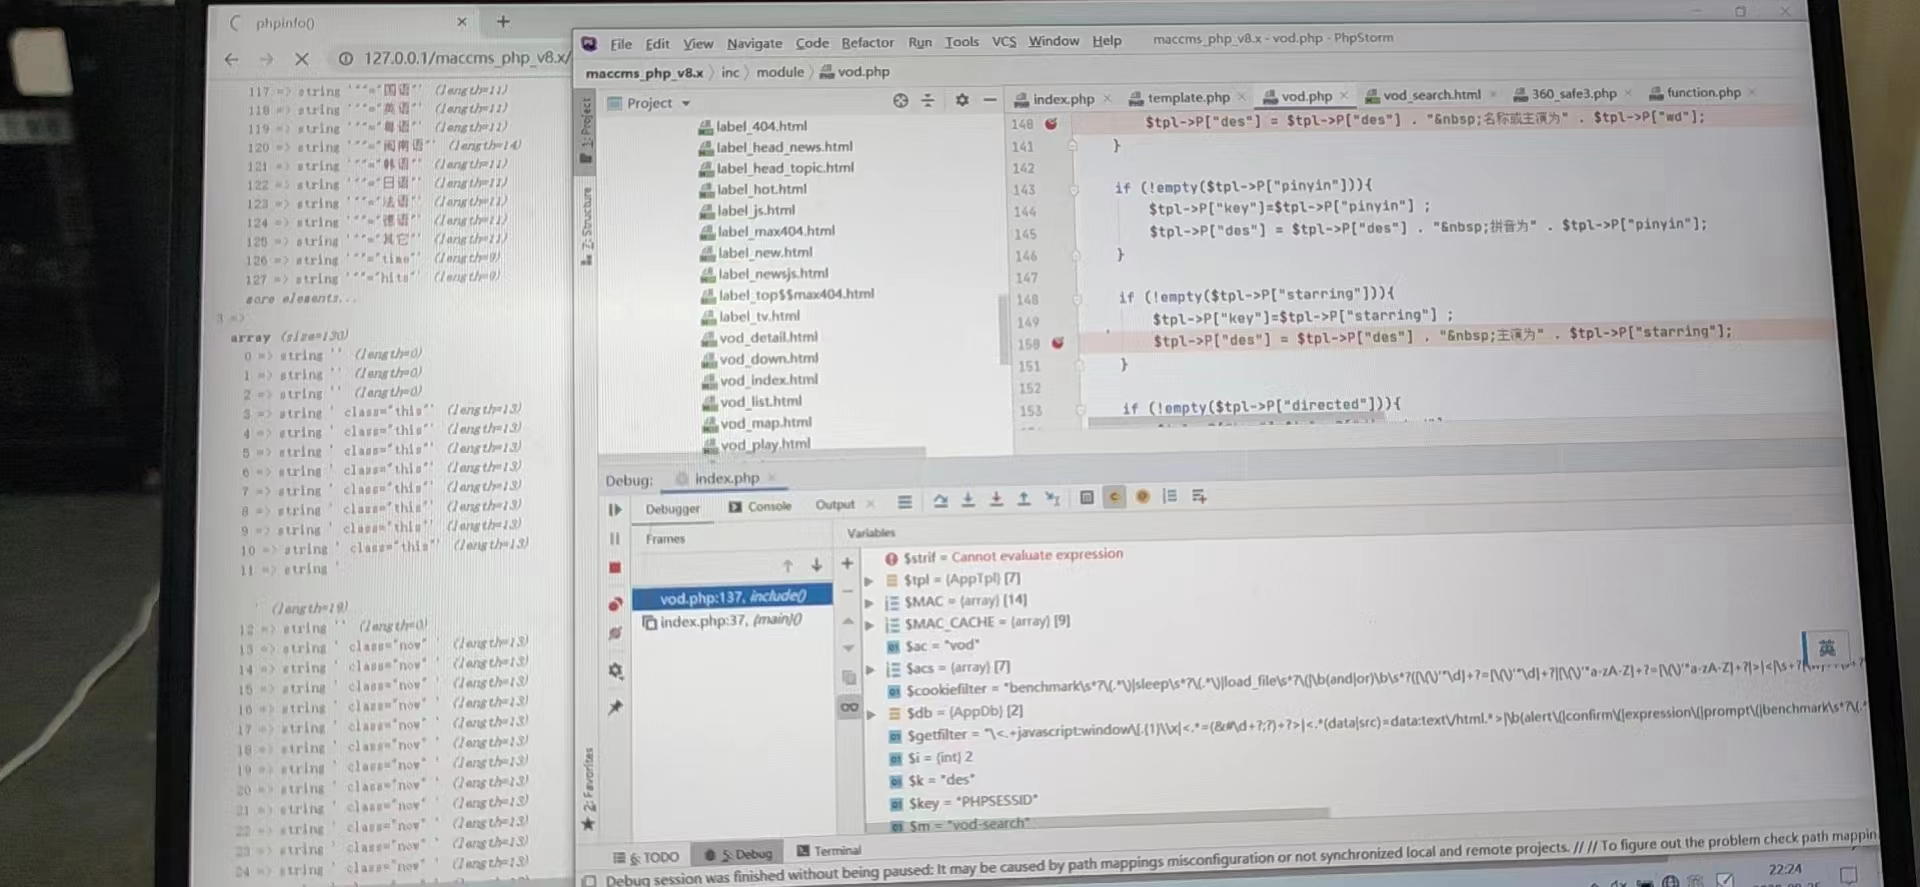 phpinfo()
127.0.0.1/maccms_php_v8.x/
117 => string '""="国语"' (length=11)
118 => string '""="英语"' (length=11)
119 => string '""="粤语"' (length=11)
120 => string '""="闽南语"' (length=14)
121 => string '""="韩语"' (length=11)
122 => string '""="日语"' (length=11)
123 => string '""="法语"' (length=11)
124 => string '""="德语"' (length=11)
125 => string '""="其它"' (length=11)
126 => string '""="time"' (length=9)
127 => string '""="hits"' (length=9)
more elements...
3 =>
array (size=130)
0 => string '' (length=0)
1 => string '' (length=0)
2 => string '' (length=0)
3 => string ' class="this"' (length=13)
4 => string ' class="this"' (length=13)
5 => string ' class="this"' (length=13)
6 => string ' class="this"' (length=13)
7 => string ' class="this"' (length=13)
8 => string ' class="this"' (length=13)
9 => string ' class="this"' (length=13)
10 => string ' class="this"' (length=13)
11 => string '
' (length=19)
12 => string '' (length=0)
13 => string ' class="now" ' (length=13)
14 => string ' class="now" ' (length=13)
15 => string ' class="now" ' (length=13)
16 => string ' class="now" ' (length=13)
17 => string ' class="now" ' (length=13)
18 => string ' class="now" ' (length=13)
19 => string ' class="now" ' (length=13)
20 => string ' class="now" ' (length=13)
21 => string ' class="now" ' (length=13)
22 => string ' class="now" ' (length=13)
23 => string ' class="now" ' (length=13)
24 => string ' class="now" ' (length=13)
File Edit View Navigate Code Refactor Run Tools VCS Window Help maccms_php_v8.x - vod.php - PhpStorm
maccms_php_v8.x inc module vod.php
1: Project
Z: Structure
2: Favorites
Project
label_404.html
label_head_news.html
label_head_topic.html
label_hot.html
label_js.html
label_max404.html
label_new.html
label_newsjs.html
label_top$$max404.html
label_tv.html
vod_detail.html
vod_down.html
vod_index.html
vod_list.html
vod_map.html
vod_play.html
index.php template.php vod.php vod_search.html 360_safe3.php function.php
140 $tpl->P["des"] = $tpl->P["des"] . "&nbsp;名称或主演为" . $tpl->P["wd"];
141 }
142
143 if (!empty($tpl->P["pinyin"])){
144 $tpl->P["key"]=$tpl->P["pinyin"] ;
145 $tpl->P["des"] = $tpl->P["des"] . "&nbsp;拼音为" . $tpl->P["pinyin"];
146 }
147
148 if (!empty($tpl->P["starring"])){
149 $tpl->P["key"]=$tpl->P["starring"] ;
150 $tpl->P["des"] = $tpl->P["des"] . "&nbsp;主演为" . $tpl->P["starring"];
151 }
152
153 if (!empty($tpl->P["directed"])){
Debug: index.php
Debugger Console Output
Frames
vod.php:137, include()
index.php:37, {main}()
Variables
$strif = Cannot evaluate expression
$tpl = {AppTpl} [7]
$MAC = {array} [14]
$MAC_CACHE = {array} [9]
$ac = "vod"
$acs = {array} [7]
$cookiefilter = "benchmark\s*?\(.*\)|sleep\s*?\(.*\)|load_file\s*?\(
$db = {AppDb} [2]
$getfilter = "\<.+javascript:window\[.{1}\\x|<.*=(&#\d+?;?)+?>|<.*(data|src)=data:text\/html.*>|\b(alert\(|confirm\(|expression\(|prompt\(|benchmark\s*?\(.*
$i = {int} 2
$k = "des"
$key = "PHPSESSID"
$m = "vod-search"
英
6: TODO 5: Debug Terminal
Debug session was finished without being paused: It may be caused by path mappings misconfiguration or not synchronized local and remote projects. // // To figure out the problem check path mappin
22:24